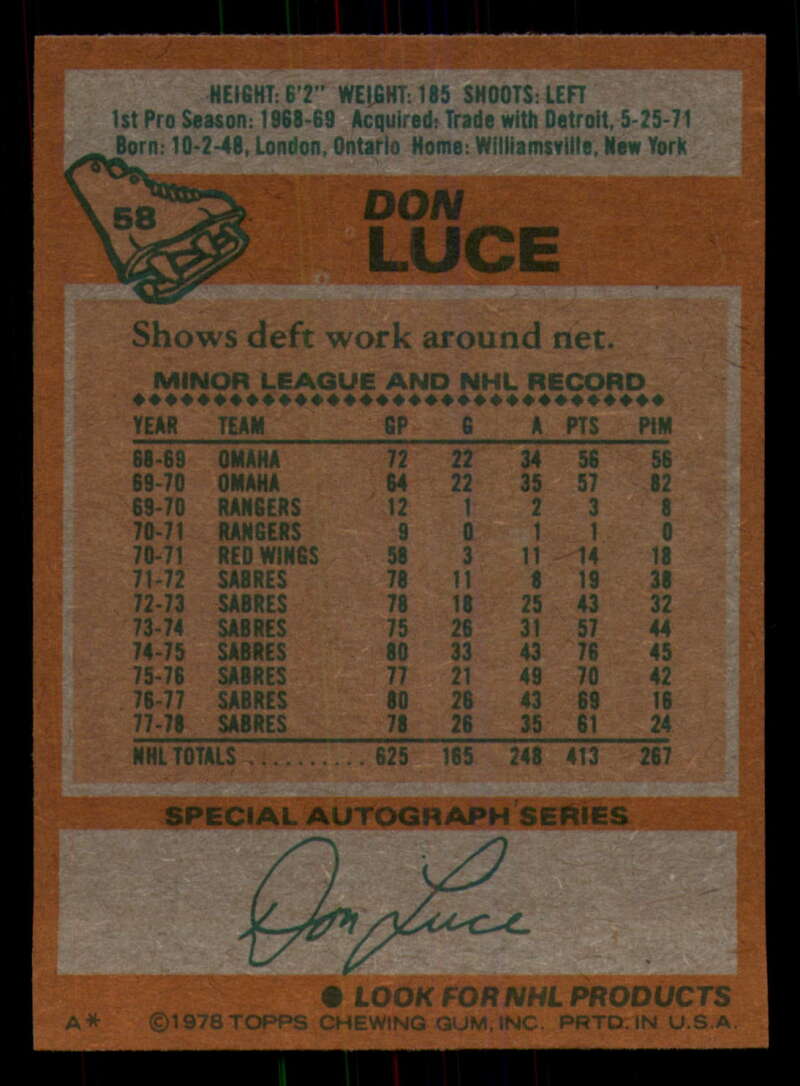 HEIGHT: 6'2" WEIGHT: 185 SHOOTS: LEFT
1st Pro Season: 1968-69 Acquired: Trade with Detroit, 5-25-71
Born: 10-2-48, London, Ontario Home: Williamsville, New York
58
DON
LUCE
Shows deft work around net.
MINOR LEAGUE AND NHL RECORD
YEAR TEAM GP G A PTS PIM
68-69 OMAHA 72 22 34 56 56
69-70 OMAHA 64 22 35 57 82
69-70 RANGERS 12 1 2 3 8
70-71 RANGERS 9 0 1 1 0
70-71 RED WINGS 58 3 11 14 18
71-72 SABRES 78 11 8 19 38
72-73 SABRES 78 18 25 43 32
73-74 SABRES 75 26 31 57 44
74-75 SABRES 80 33 43 76 45
75-76 SABRES 77 21 49 70 42
76-77 SABRES 80 26 43 69 16
77-78 SABRES 78 26 35 61 24
NHL TOTALS .......... 625 165 248 413 267
SPECIAL AUTOGRAPH SERIES
Don Luce
● LOOK FOR NHL PRODUCTS
A* ©1978 TOPPS CHEWING GUM, INC. PRTD. IN U.S.A.